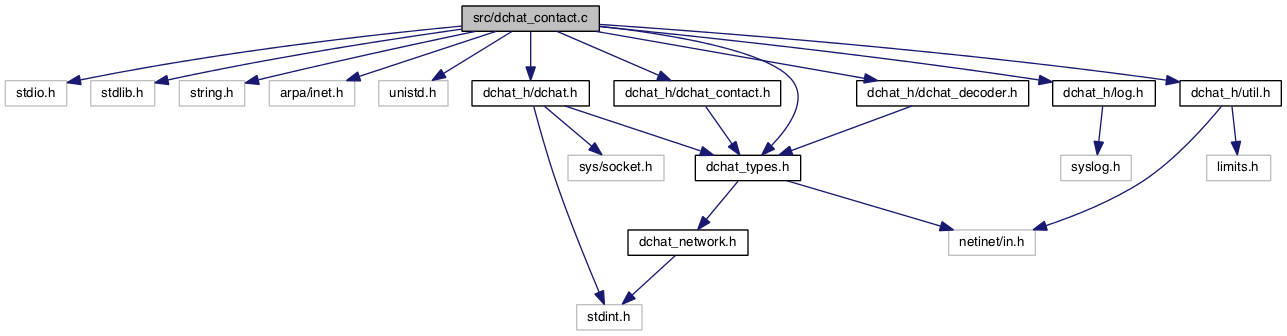 src/dchat_contact.c
stdio.h
stdlib.h
string.h
arpa/inet.h
unistd.h
dchat_h/dchat.h
dchat_h/dchat_contact.h
dchat_h/dchat_decoder.h
dchat_h/log.h
dchat_h/util.h
sys/socket.h
dchat_types.h
syslog.h
limits.h
dchat_network.h
netinet/in.h
stdint.h